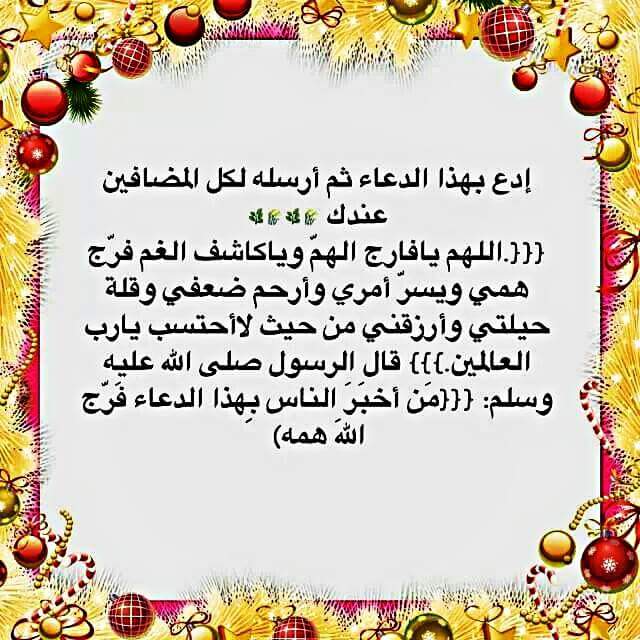 إدع بهذا الدعاء ثم أرسله لكل المضافين
عندك 🌾🌿🌾🌿
{{{.اللهم يافارج الهمّ وياكاشف الغم فرّج
همي ويسرّ أمري وأرحم ضعفي وقلة
حيلتي وأرزقني من حيث لاأحتسب يارب
العالمين.}}} قال الرسول صلى الله عليه
وسلم: {{{مَن أخبَرَ الناس بِهذا الدعاء فَرّج
اللهَ همه)